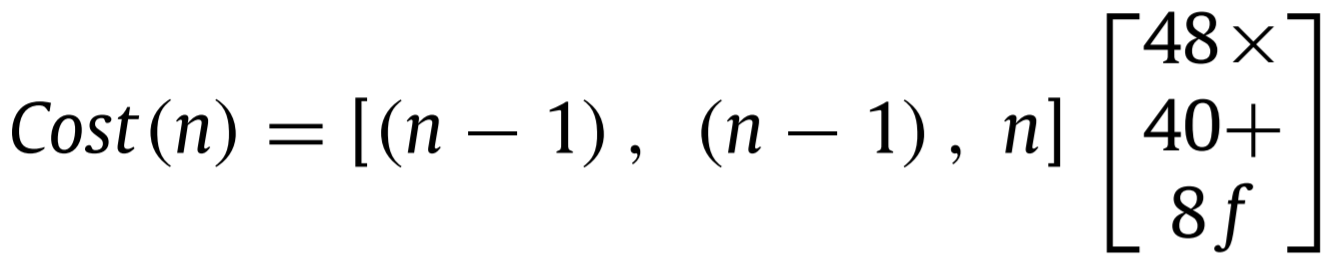 Cost(n) = [(n − 1), (n − 1), n] [48×
40+
8f]